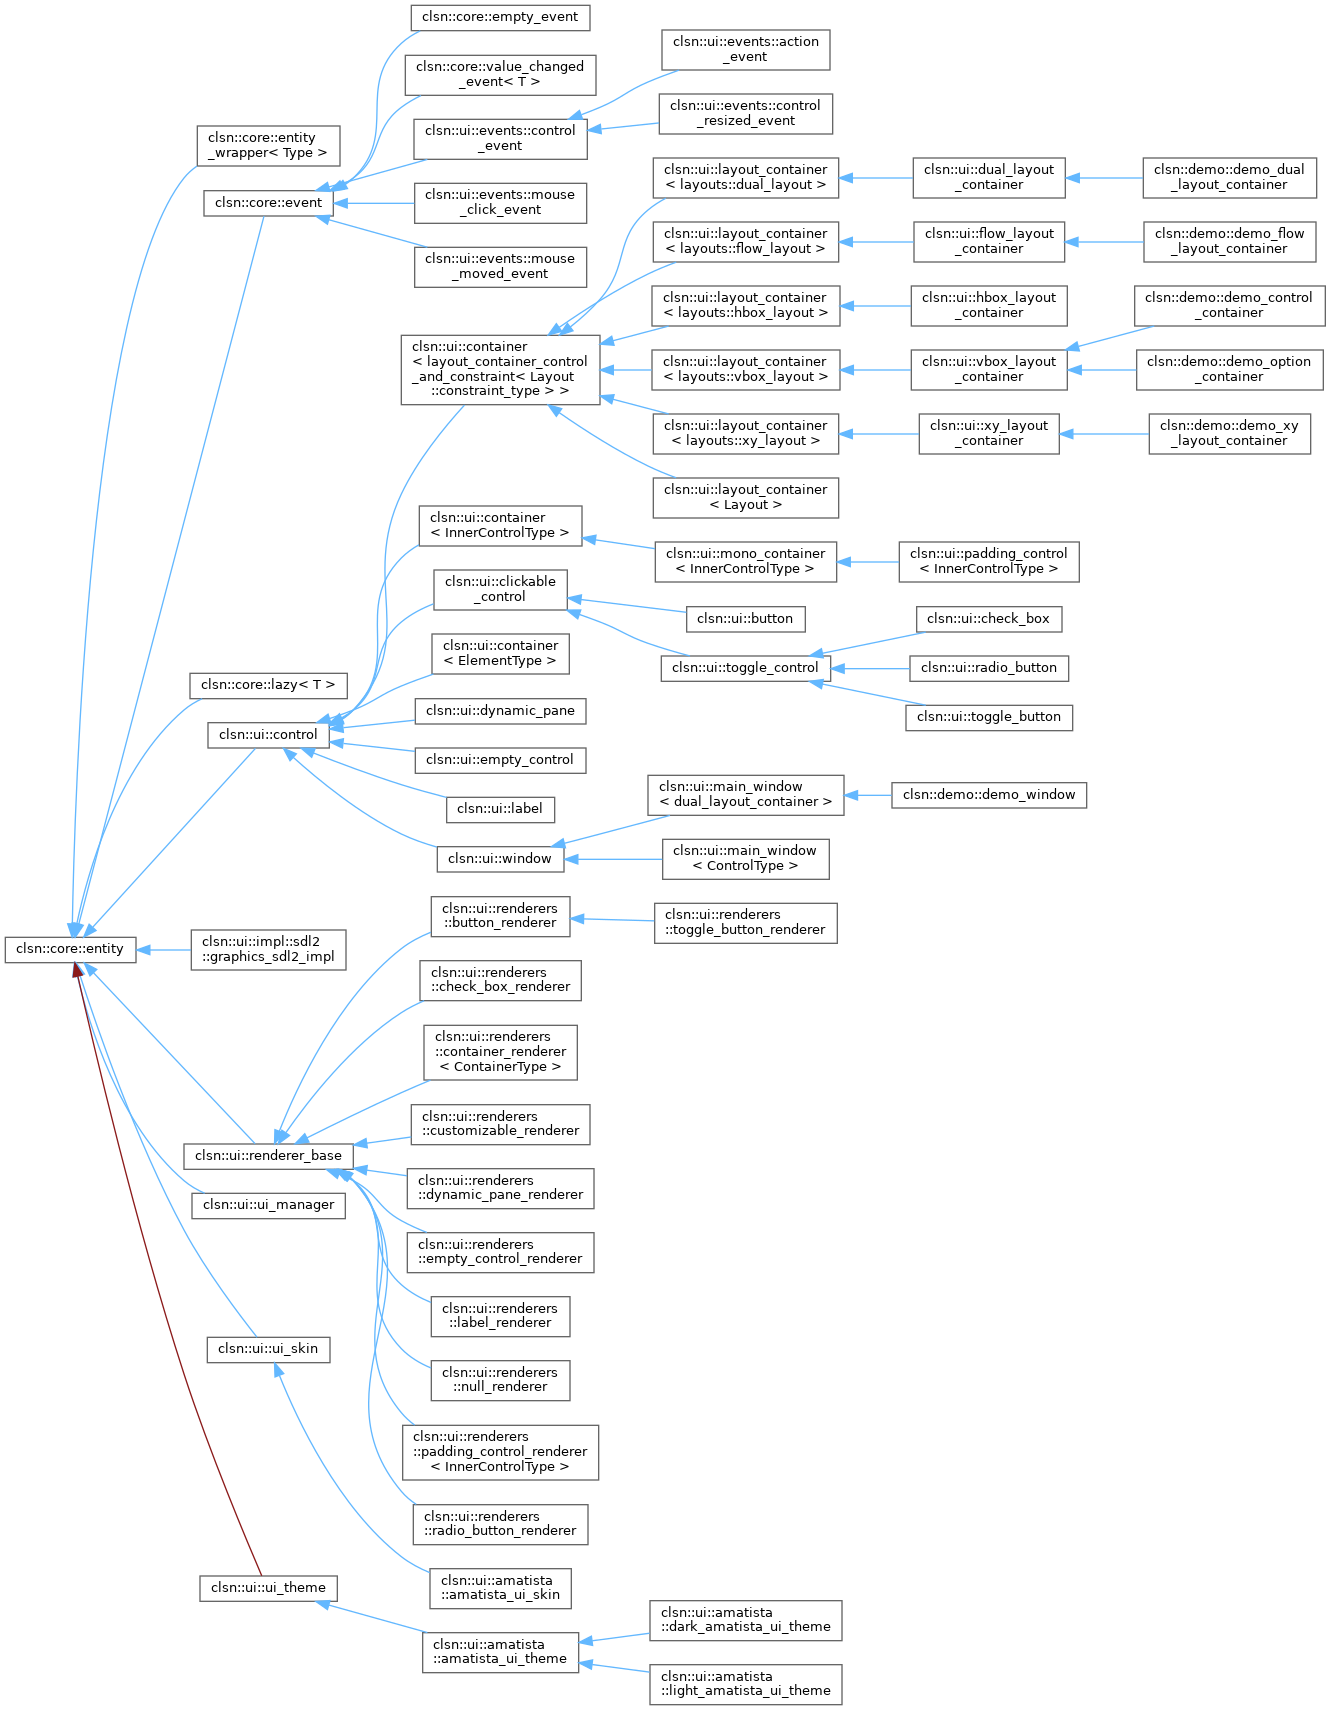 clsn::core::empty_event
clsn::core::value_changed
_event< T >
clsn::ui::events::action
_event
clsn::ui::events::control
_resized_event
clsn::core::entity
_wrapper< Type >
clsn::ui::events::control
_event
clsn::core::event
clsn::ui::events::mouse
_click_event
clsn::ui::events::mouse
_moved_event
clsn::ui::layout_container
< layouts::dual_layout >
clsn::ui::dual_layout
_container
clsn::demo::demo_dual
_layout_container
clsn::ui::layout_container
< layouts::flow_layout >
clsn::ui::flow_layout
_container
clsn::demo::demo_flow
_layout_container
clsn::ui::layout_container
< layouts::hbox_layout >
clsn::ui::hbox_layout
_container
clsn::demo::demo_control
_container
clsn::ui::container
< layout_container_control
_and_constraint< Layout
::constraint_type > >
clsn::ui::layout_container
< layouts::vbox_layout >
clsn::ui::vbox_layout
_container
clsn::demo::demo_option
_container
clsn::ui::layout_container
< layouts::xy_layout >
clsn::ui::xy_layout
_container
clsn::demo::demo_xy
_layout_container
clsn::ui::layout_container
< Layout >
clsn::ui::container
< InnerControlType >
clsn::ui::mono_container
< InnerControlType >
clsn::ui::padding_control
< InnerControlType >
clsn::ui::clickable
_control
clsn::ui::button
clsn::ui::check_box
clsn::ui::container
< ElementType >
clsn::ui::toggle_control
clsn::ui::radio_button
clsn::ui::toggle_button
clsn::core::lazy< T >
clsn::ui::dynamic_pane
clsn::ui::control
clsn::ui::empty_control
clsn::ui::label
clsn::ui::main_window
< dual_layout_container >
clsn::demo::demo_window
clsn::ui::window
clsn::ui::main_window
< ControlType >
clsn::ui::renderers
::button_renderer
clsn::ui::renderers
::toggle_button_renderer
clsn::core::entity
clsn::ui::impl::sdl2
::graphics_sdl2_impl
clsn::ui::renderers
::check_box_renderer
clsn::ui::renderers
::container_renderer
< ContainerType >
clsn::ui::renderers
::customizable_renderer
clsn::ui::renderer_base
clsn::ui::renderers
::dynamic_pane_renderer
clsn::ui::ui_manager
clsn::ui::renderers
::empty_control_renderer
clsn::ui::renderers
::label_renderer
clsn::ui::ui_skin
clsn::ui::renderers
::null_renderer
clsn::ui::renderers
::padding_control_renderer
< InnerControlType >
clsn::ui::renderers
::radio_button_renderer
clsn::ui::ui_theme
clsn::ui::amatista
::amatista_ui_skin
clsn::ui::amatista
::amatista_ui_theme
clsn::ui::amatista
::dark_amatista_ui_theme
clsn::ui::amatista
::light_amatista_ui_theme